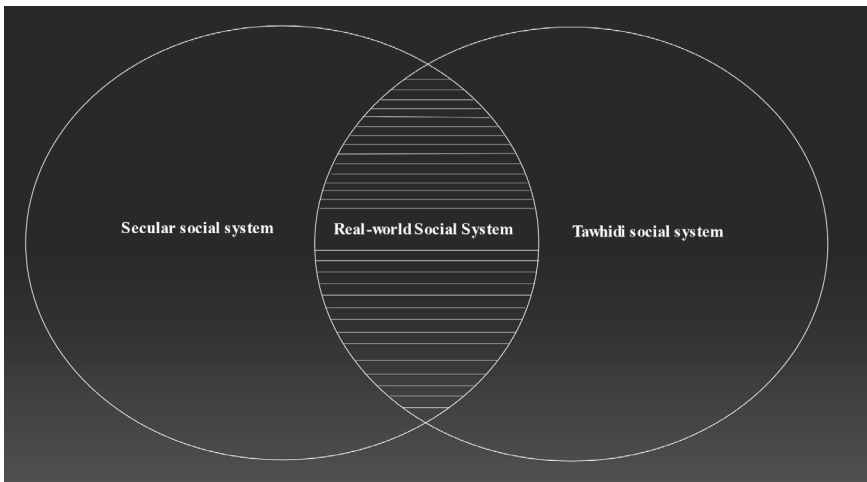 Secular social system
Real-world Social System
Tawhidi social system